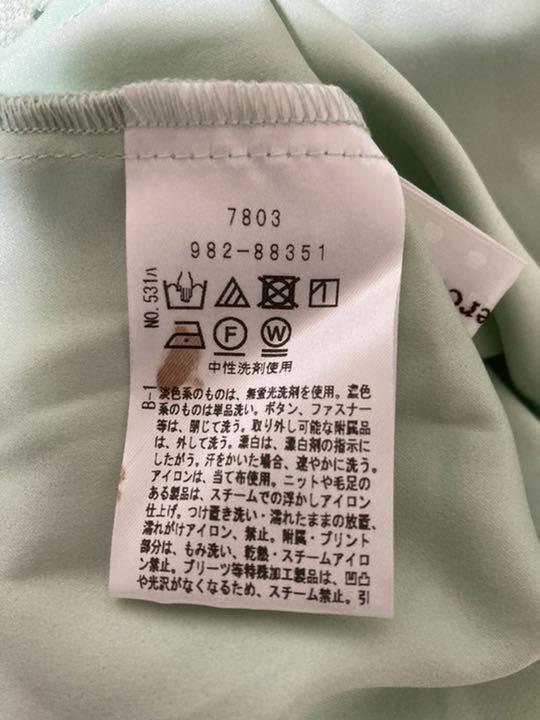 7803
982-88351
NO.531ハ
F W
中性洗剤使用
B-1
淡色系のものは、無蛍光洗剤を使用。濃色
系のものは単品洗い。ボタン、ファスナー
等は、閉じて洗う。取り外し可能な附属品
は、外して洗う。漂白は、漂白剤の指示に
したがう。汗をかいた場合、速やかに洗う。
アイロンは、当て布使用。ニットや毛足の
ある製品は、スチームでの浮かしアイロン
仕上げ。つけ置き洗い・濡れたままの放置、
濡れがけアイロン、禁止。附属・プリント
部分は、もみ洗い、乾熱・スチームアイロ
ン禁止。プリーツ等特殊加工製品は、凹凸
や光沢がなくなるため、スチーム禁止。引